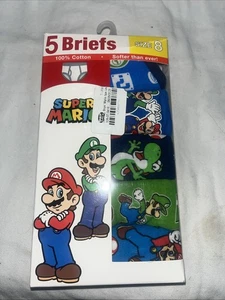 5 Briefs
SIZE 8
100% Cotton • Softer than ever!
SUPER
MARIO